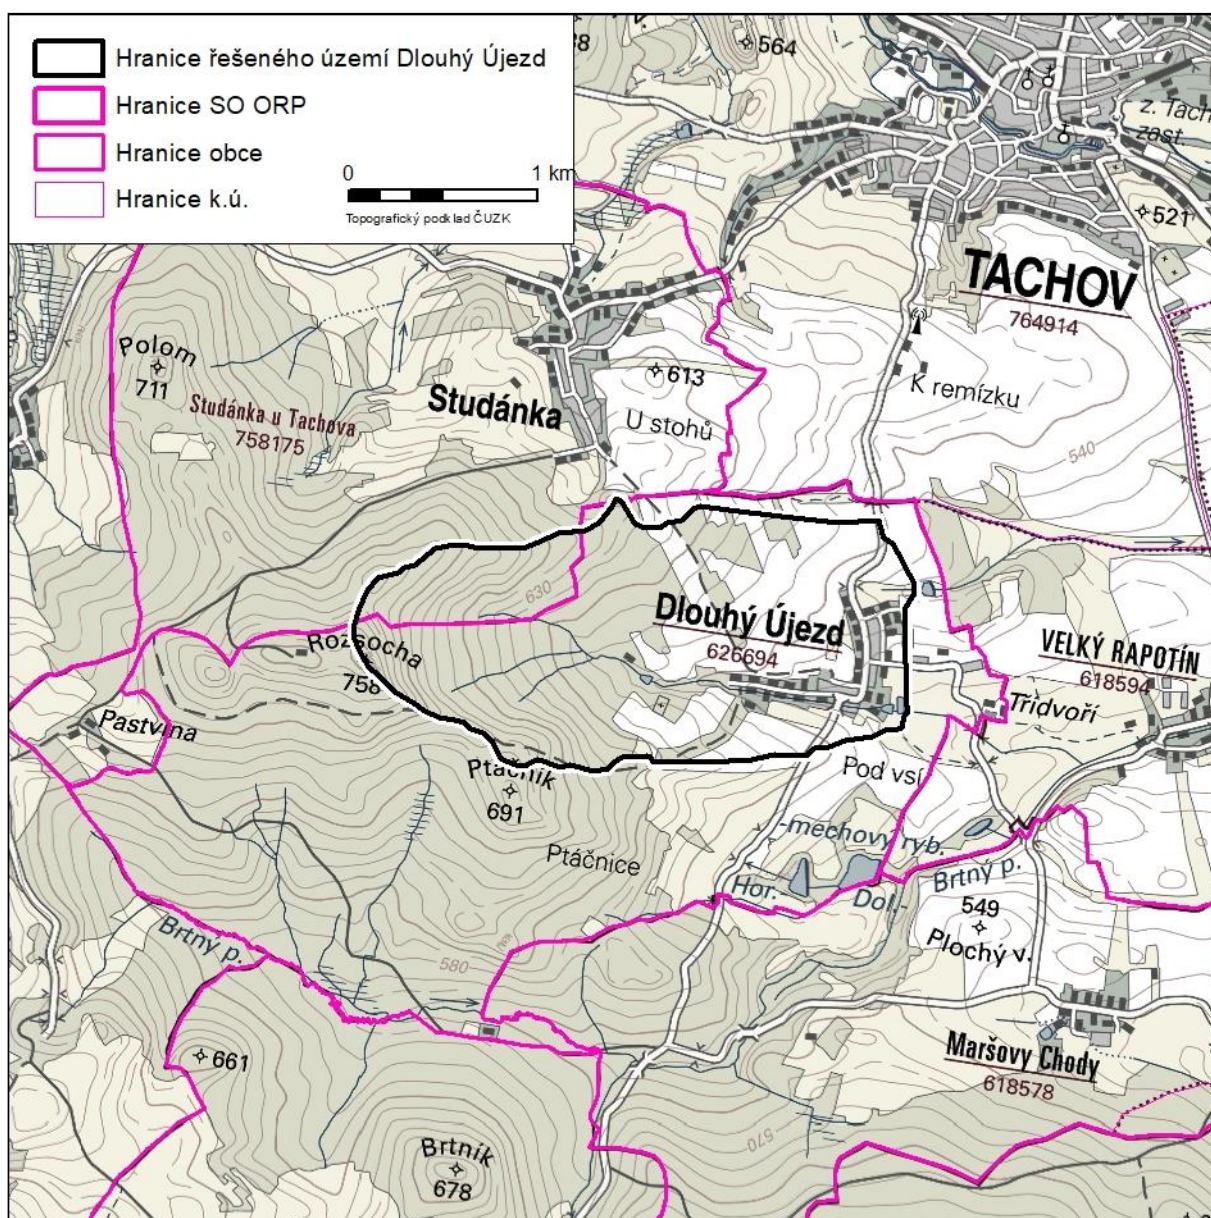 Hranice řešeného území Dlouhý Újezd
Hranice SO ORP
Hranice obce
Hranice k.ú.
0 1 km
Topografický podklad ČUZK
564
z. Tach
zast.
521
TACHOV
764914
K remízku
540
Polom
711
Studánka u Tachova
758175
Studánka
613
U stohů
630
Dlouhý Újezd
626694
Rozsocha
758
VELKÝ RAPOTÍN
618594
Třídvoří
Pastvina
Ptačník
691
Pod vsí
Ptáčnice
-mechový ryb.
Hor.
Dol.-
Brtný p.
549
Plochý v.
Brtný p.
580
661
Maršovy Chody
618578
570
Brtník
678